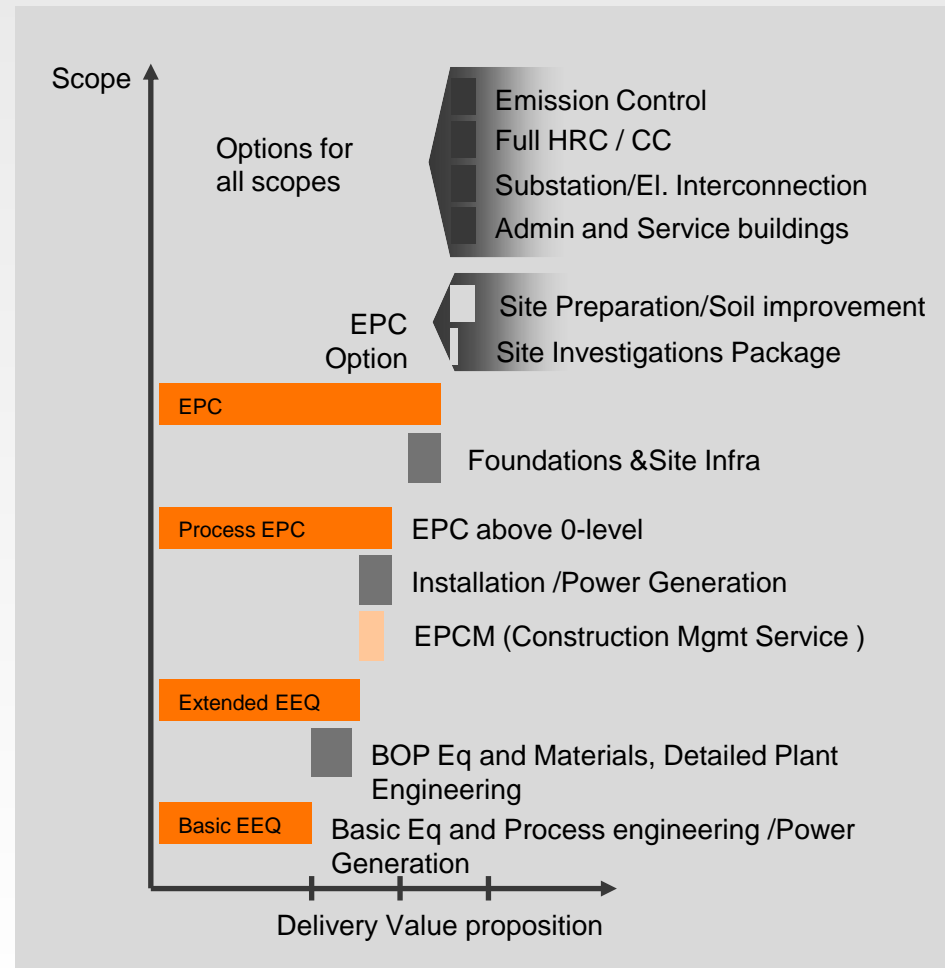 Scope
Emission Control
Options for
all scopes
Full HRC / CC
Substation/El. Interconnection
Admin and Service buildings
EPC
Option
Site Preparation/Soil improvement
Site Investigations Package
EPC
Foundations &Site Infra
Process EPC
EPC above 0-level
Installation /Power Generation
EPCM (Construction Mgmt Service )
Extended EEQ
BOP Eq and Materials, Detailed Plant
Engineering
Basic EEQ
Basic Eq and Process engineering /Power
Generation
Delivery Value proposition